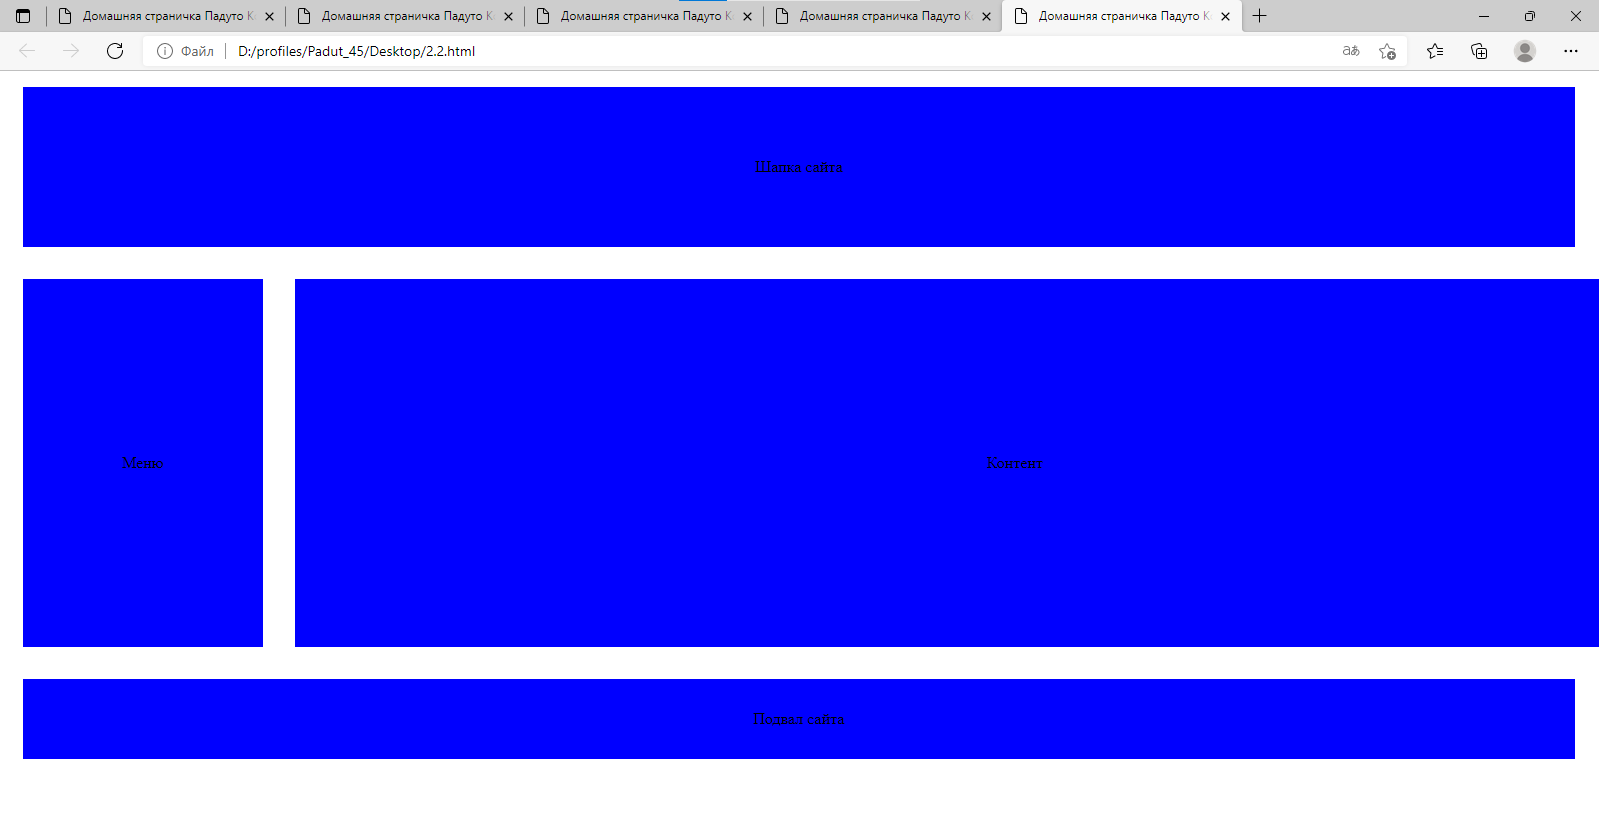 Домашняя страничка Падуто К
Домашняя страничка Падуто К
Домашняя страничка Падуто К
Домашняя страничка Падуто К
Домашняя страничка Падуто К
Файл D:/profiles/Padut_45/Desktop/2.2.html
Шапка сайта
Меню
Контент
Подвал сайта